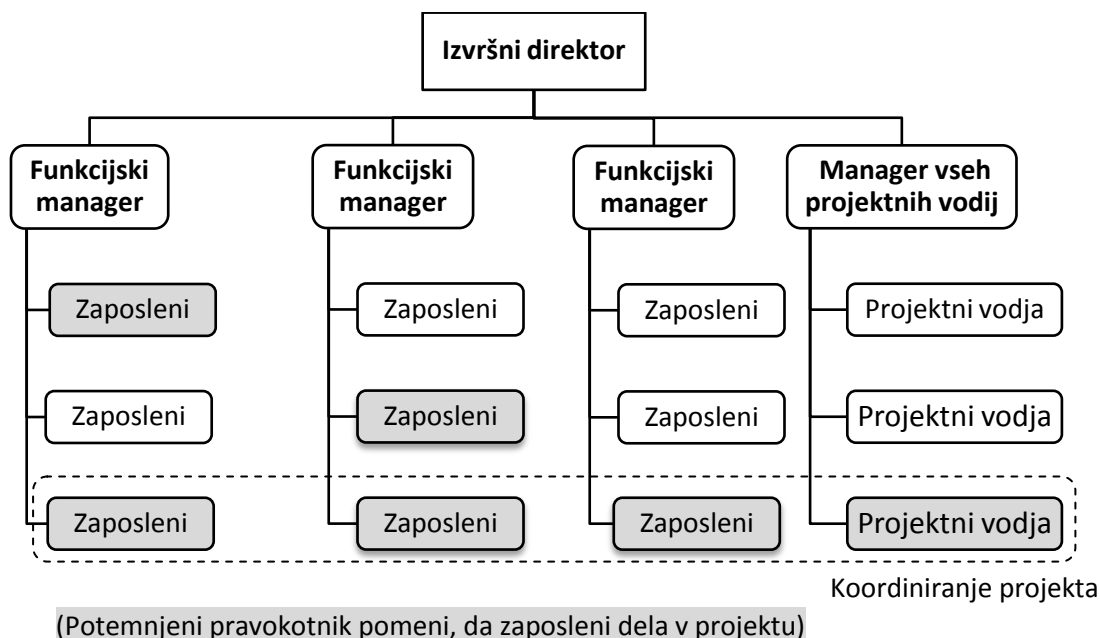 Izvršni direktor
Funkcijski
manager
Funkcijski
manager
Funkcijski
manager
Manager vseh
projektnih vodij
Zaposleni
Zaposleni
Zaposleni
Projektni vodja
Zaposleni
Zaposleni
Zaposleni
Projektni vodja
Zaposleni
Zaposleni
Zaposleni
Projektni vodja
Koordiniranje projekta
(Potemnjeni pravokotnik pomeni, da zaposleni dela v projektu)